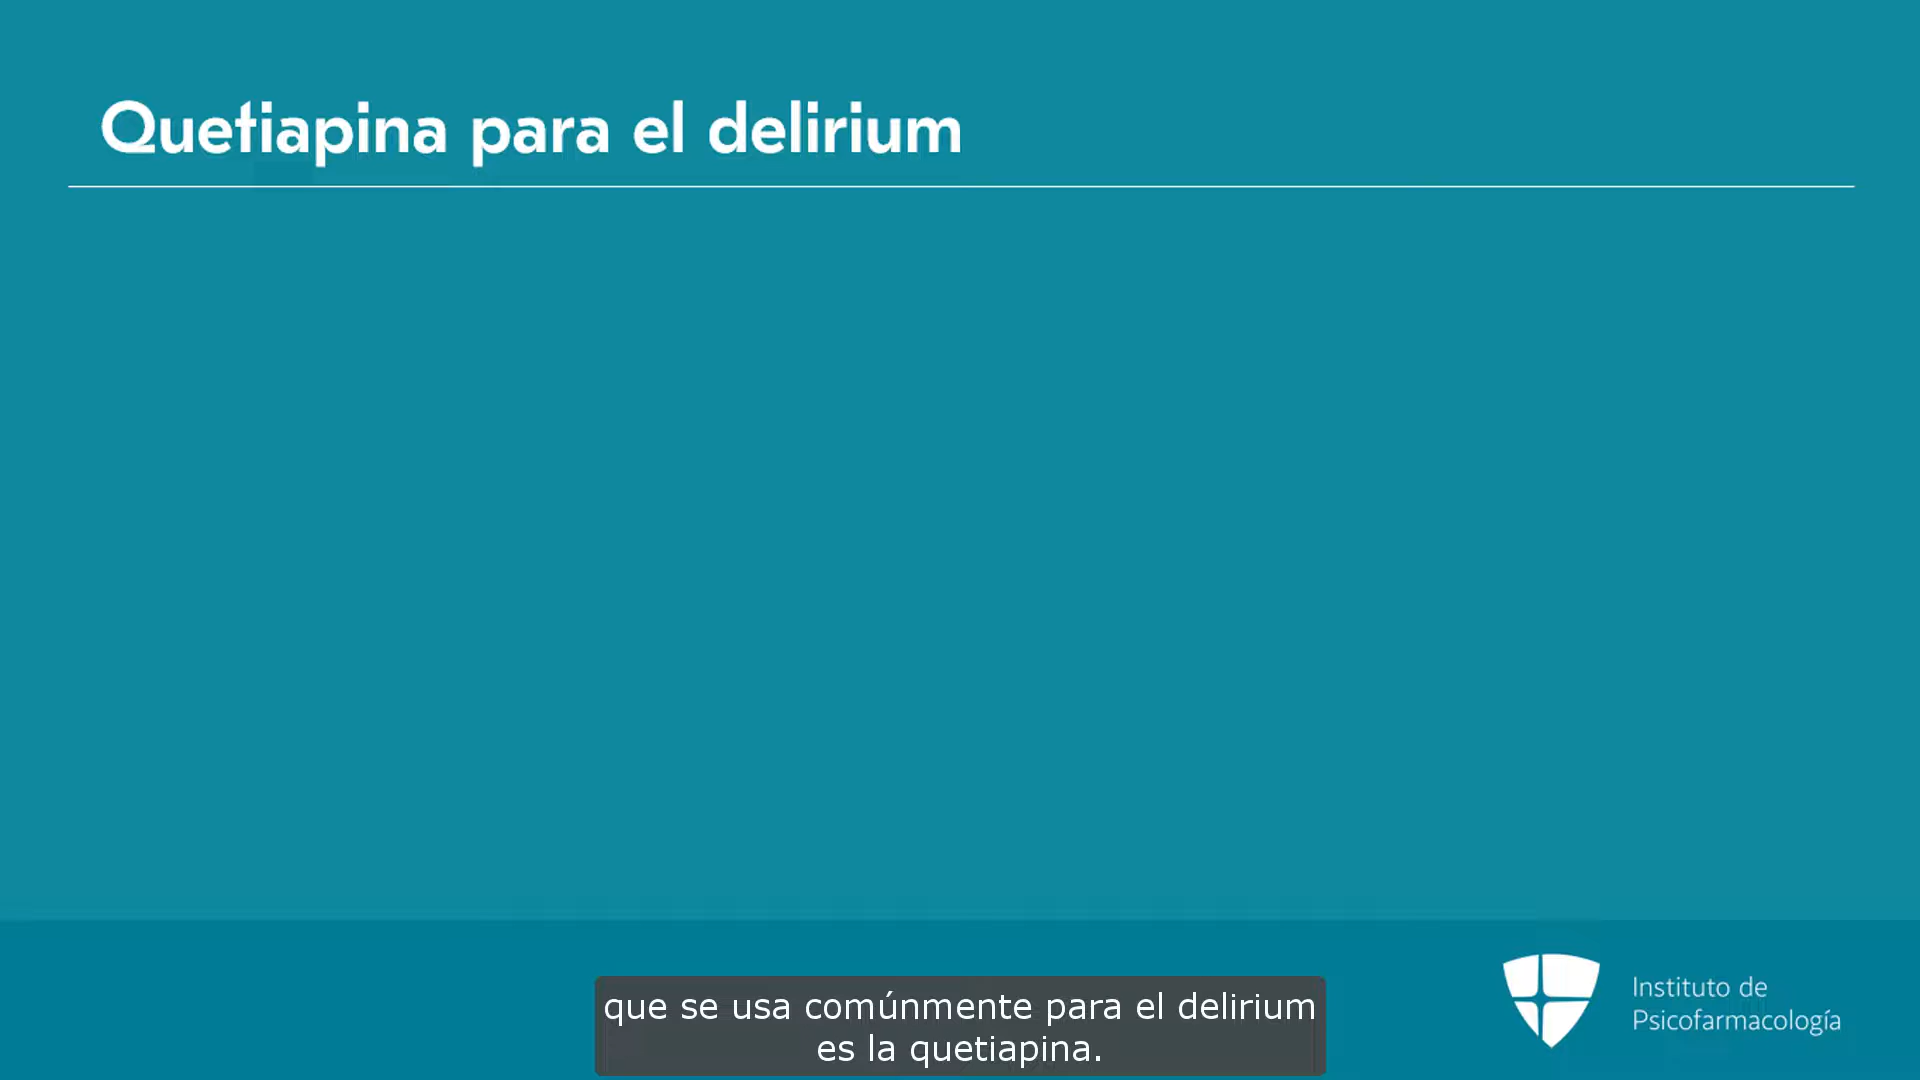 Quetiapina para el delirium
que se usa comúnmente para el delirium
es la quetiapina.
Instituto de
Psicofarmacología